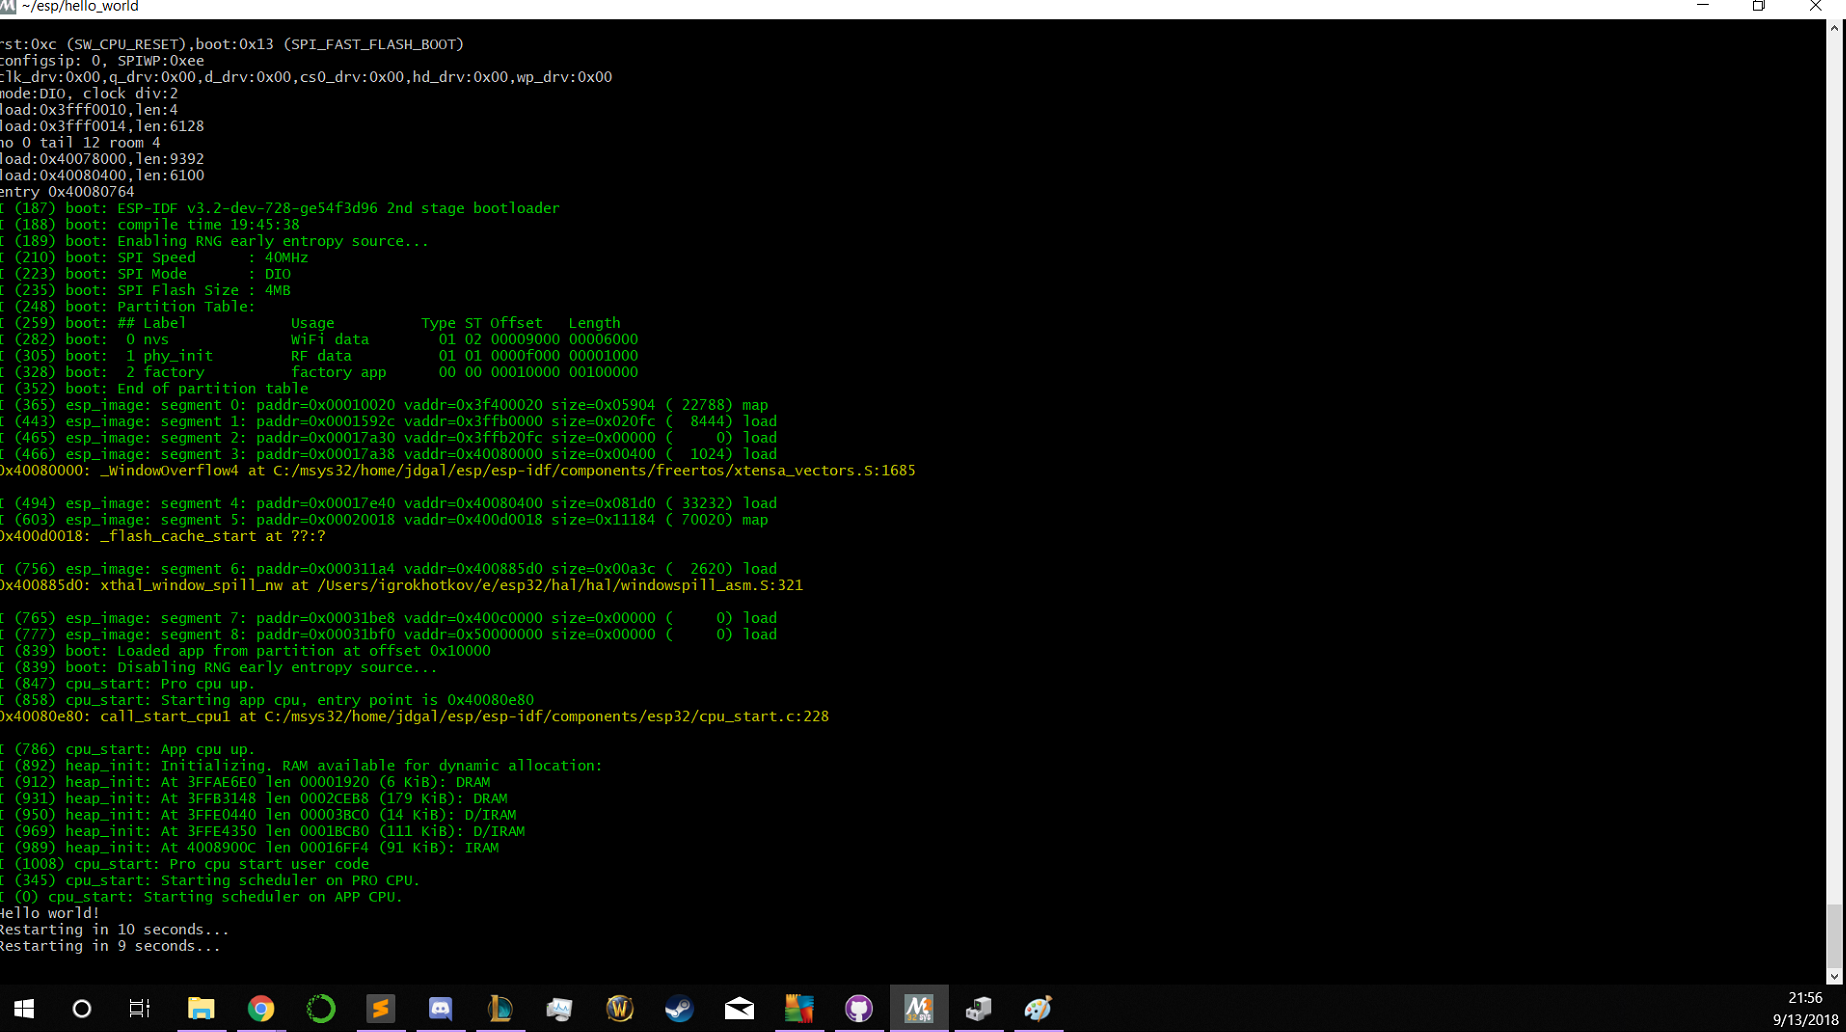 ~/esp/hello_world
rst:0xc (SW_CPU_RESET),boot:0x13 (SPI_FAST_FLASH_BOOT)
configsip: 0, SPIWP:0xee
clk_drv:0x00,q_drv:0x00,d_drv:0x00,cs0_drv:0x00,hd_drv:0x00,wp_drv:0x00
mode:DIO, clock div:2
load:0x3fff0010,len:4
load:0x3fff0014,len:6128
ho 0 tail 12 room 4
load:0x40078000,len:9392
load:0x40080400,len:6100
entry 0x40080764
I (187) boot: ESP-IDF v3.2-dev-728-ge54f3d96 2nd stage bootloader
I (188) boot: compile time 19:45:38
I (189) boot: Enabling RNG early entropy source...
I (210) boot: SPI Speed      : 40MHz
I (223) boot: SPI Mode       : DIO
I (235) boot: SPI Flash Size : 4MB
I (248) boot: Partition Table:
I (259) boot: ## Label            Usage          Type ST Offset   Length
I (282) boot:  0 nvs              WiFi data        01 02 00009000 00006000
I (305) boot:  1 phy_init         RF data          01 01 0000f000 00001000
I (328) boot:  2 factory          factory app      00 00 00010000 00100000
I (352) boot: End of partition table
I (365) esp_image: segment 0: paddr=0x00010020 vaddr=0x3f400020 size=0x05904 ( 22788) map
I (443) esp_image: segment 1: paddr=0x0001592c vaddr=0x3ffb0000 size=0x020fc (  8444) load
I (465) esp_image: segment 2: paddr=0x00017a30 vaddr=0x3ffb20fc size=0x00000 (     0) load
I (466) esp_image: segment 3: paddr=0x00017a38 vaddr=0x40080000 size=0x00400 (  1024) load
0x40080000: _WindowOverflow4 at C:/msys32/home/jdgal/esp/esp-idf/components/freertos/xtensa_vectors.S:1685
I (494) esp_image: segment 4: paddr=0x00017e40 vaddr=0x40080400 size=0x081d0 ( 33232) load
I (603) esp_image: segment 5: paddr=0x00020018 vaddr=0x400d0018 size=0x11184 ( 70020) map
0x400d0018: _flash_cache_start at ??:?
I (756) esp_image: segment 6: paddr=0x000311a4 vaddr=0x400885d0 size=0x00a3c (  2620) load
0x400885d0: xthal_window_spill_nw at /Users/igrokhotkov/e/esp32/hal/hal/windowspill_asm.S:321
I (765) esp_image: segment 7: paddr=0x00031be8 vaddr=0x400c0000 size=0x00000 (     0) load
I (777) esp_image: segment 8: paddr=0x00031bf0 vaddr=0x50000000 size=0x00000 (     0) load
I (839) boot: Loaded app from partition at offset 0x10000
I (839) boot: Disabling RNG early entropy source...
I (847) cpu_start: Pro cpu up.
I (858) cpu_start: Starting app cpu, entry point is 0x40080e80
0x40080e80: call_start_cpu1 at C:/msys32/home/jdgal/esp/esp-idf/components/esp32/cpu_start.c:228
I (786) cpu_start: App cpu up.
I (892) heap_init: Initializing. RAM available for dynamic allocation:
I (912) heap_init: At 3FFAE6E0 len 00001920 (6 KiB): DRAM
I (931) heap_init: At 3FFB3148 len 0002CEB8 (179 KiB): DRAM
I (950) heap_init: At 3FFE0440 len 00003BC0 (14 KiB): D/IRAM
I (969) heap_init: At 3FFE4350 len 0001BCB0 (111 KiB): D/IRAM
I (989) heap_init: At 4008900C len 00016FF4 (91 KiB): IRAM
I (1008) cpu_start: Pro cpu start user code
I (345) cpu_start: Starting scheduler on PRO CPU.
I (0) cpu_start: Starting scheduler on APP CPU.
Hello world!
Restarting in 10 seconds...
Restarting in 9 seconds...
21:56
9/13/2018